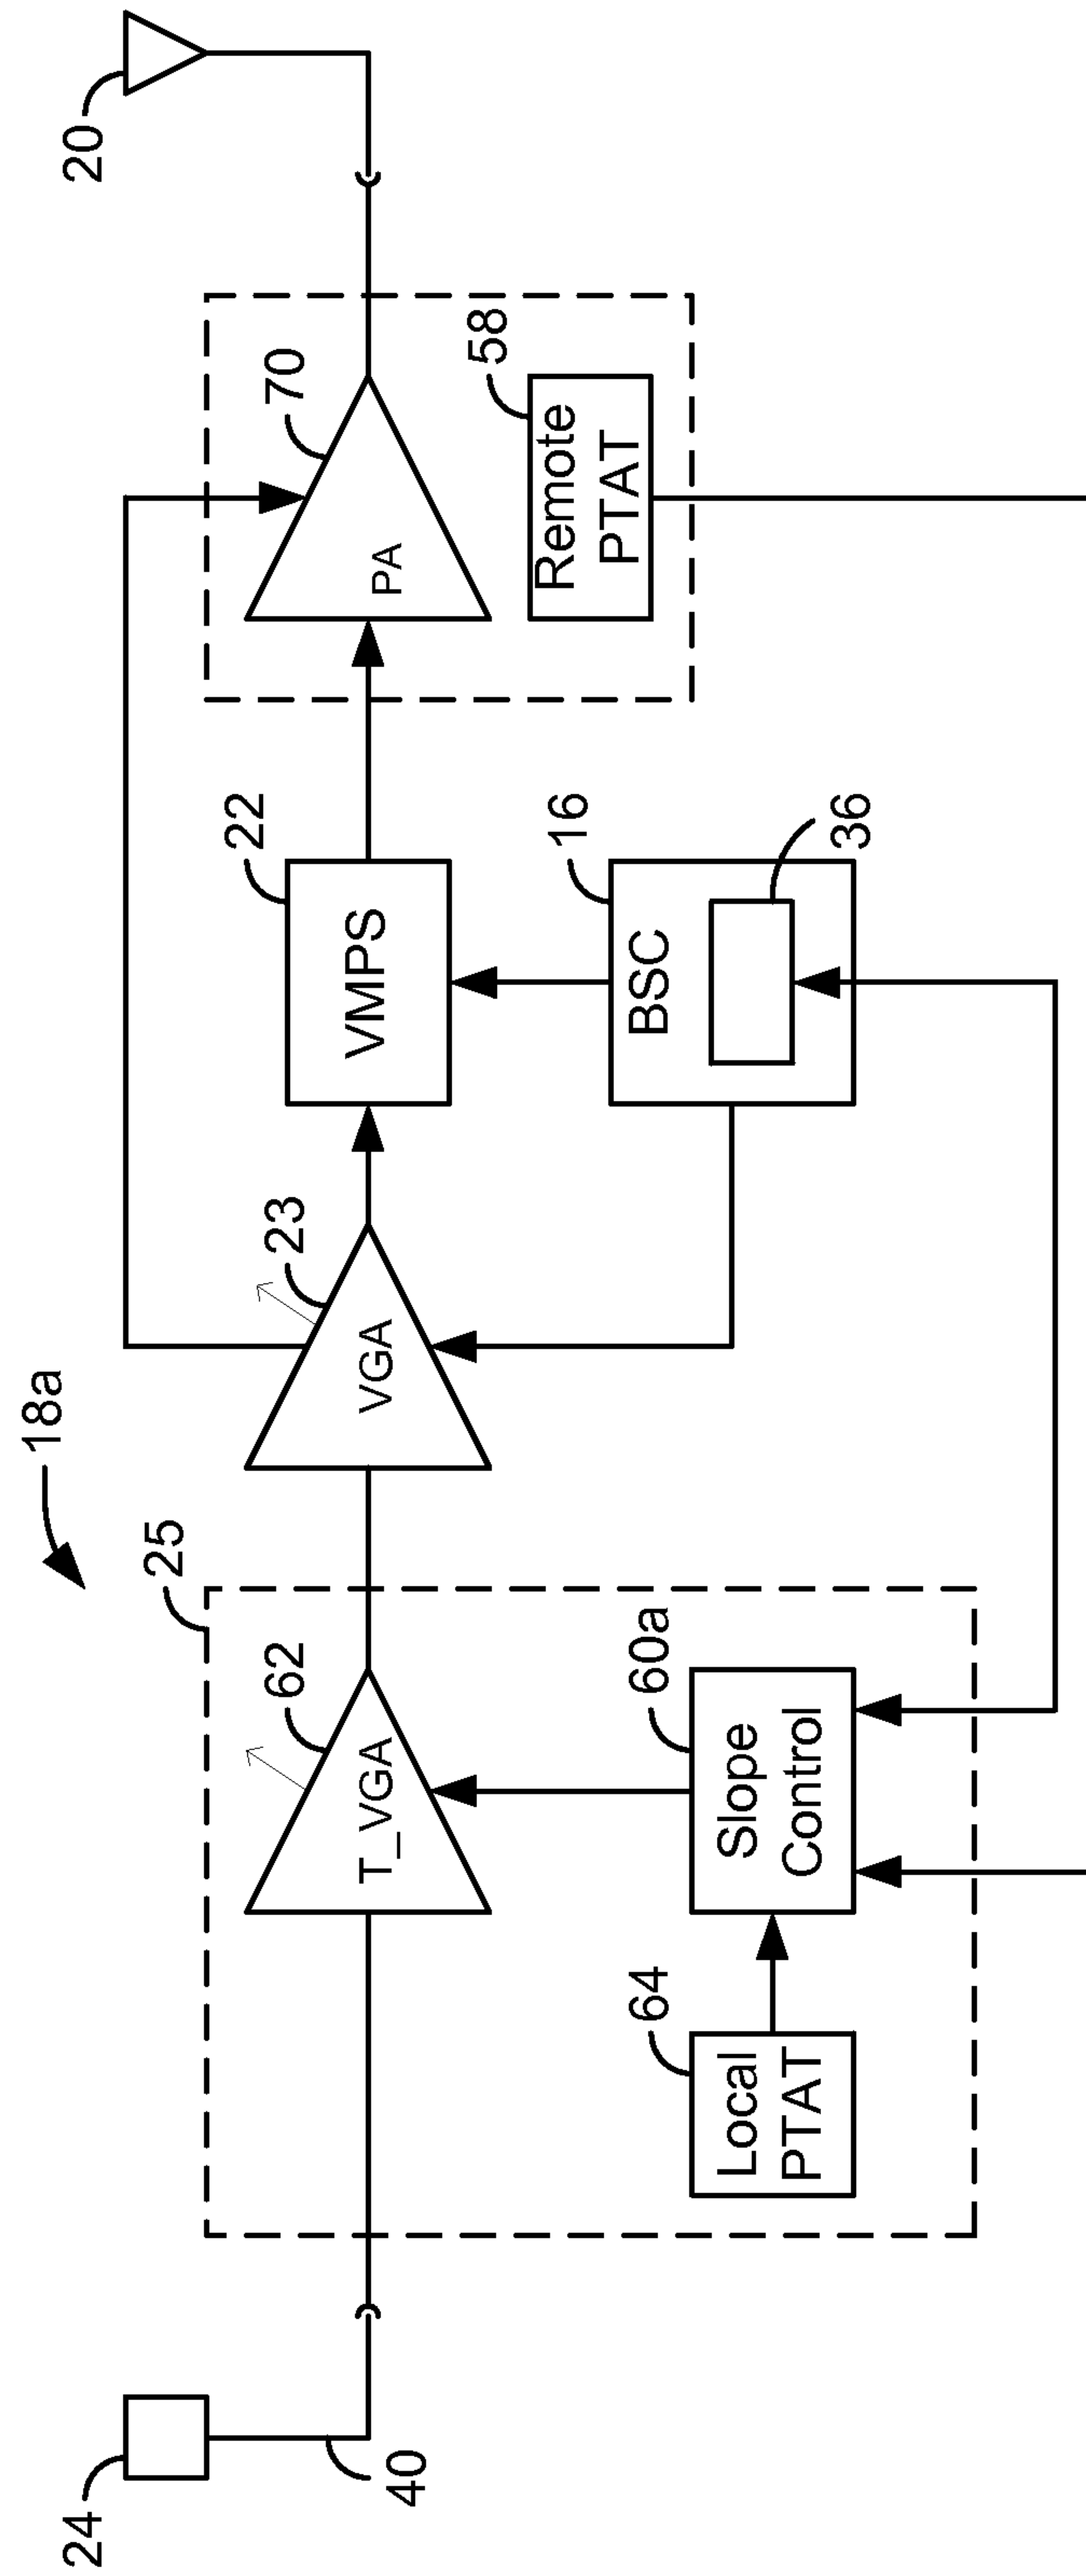 18a
24
40
25
62
T_VGA
60a
Slope
Control
64
Local
PTAT
23
VGA
22
VMPS
16
BSC
36
70
PA
58
Remote
PTAT
20